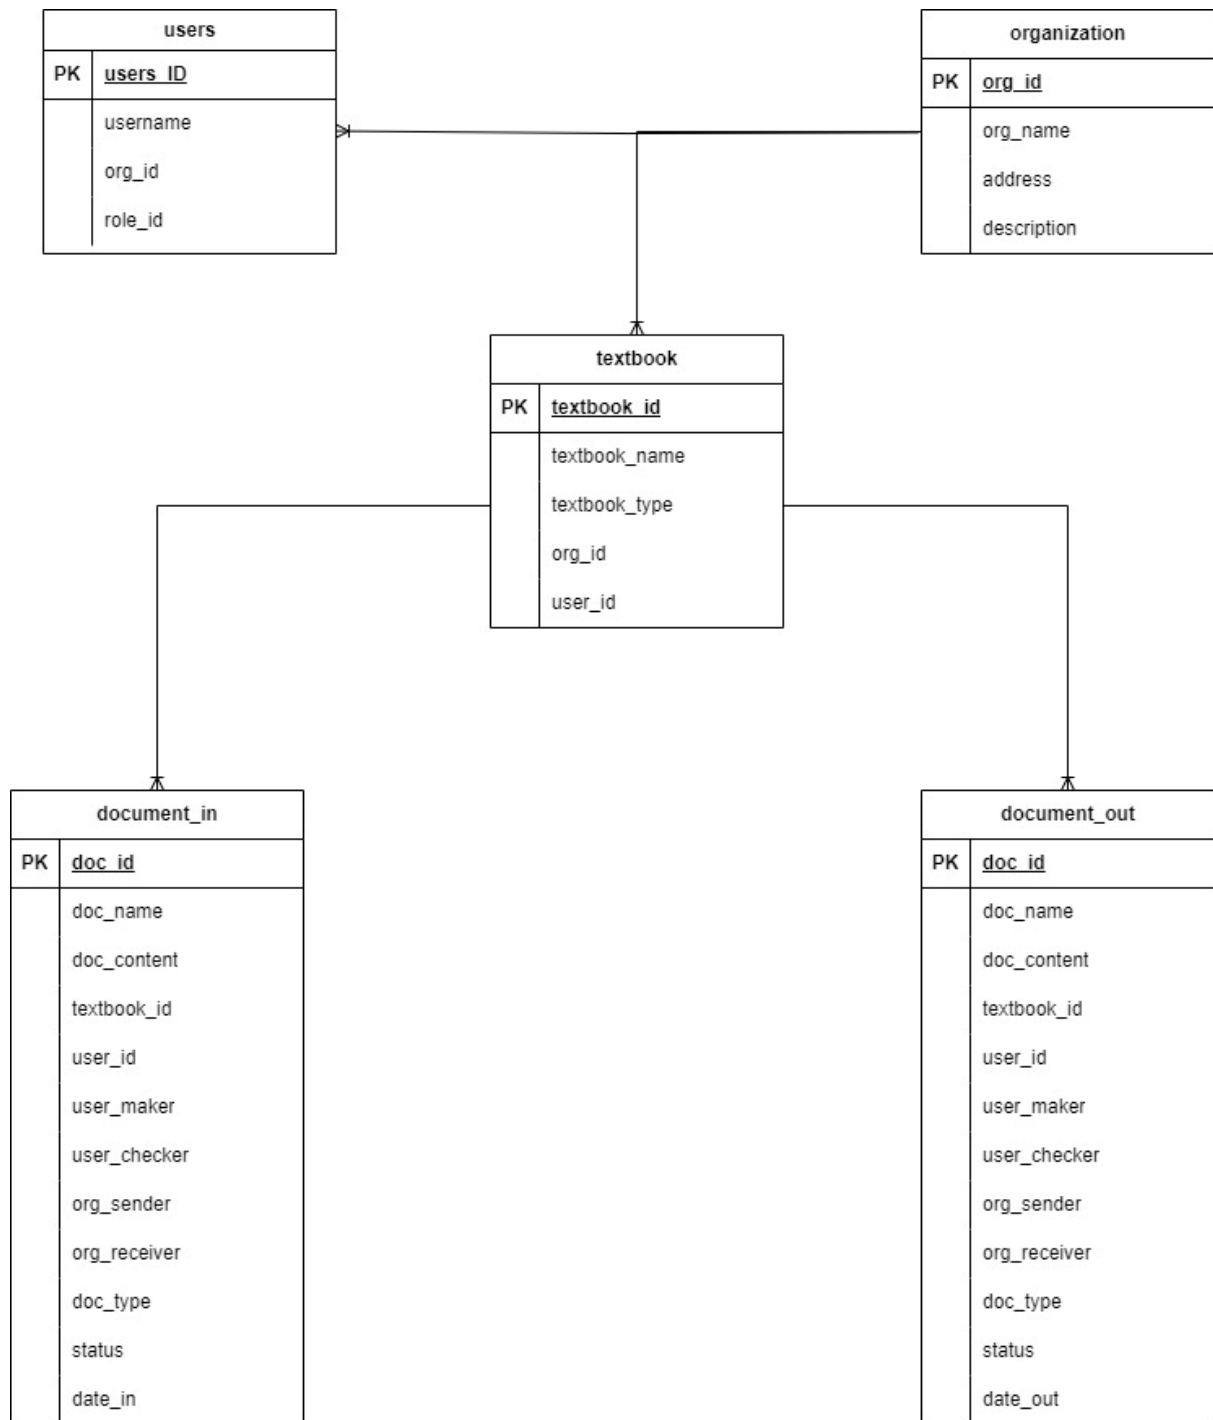 users
PK users_ID
username
org_id
role_id
organization
PK org_id
org_name
address
description
textbook
PK textbook_id
textbook_name
textbook_type
org_id
user_id
document_in
PK doc_id
doc_name
doc_content
textbook_id
user_id
user_maker
user_checker
org_sender
org_receiver
doc_type
status
date_in
document_out
PK doc_id
doc_name
doc_content
textbook_id
user_id
user_maker
user_checker
org_sender
org_receiver
doc_type
status
date_out